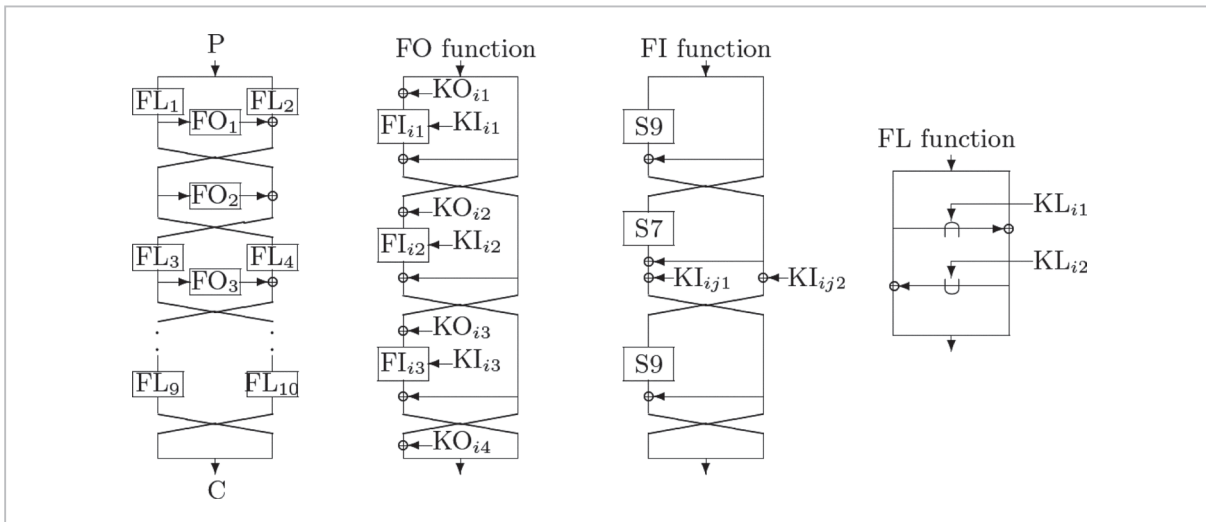 P
FL₁
FL₂
FO₁
FO₂
FL₃
FL₄
FO₃
FL₉
FL₁₀
C
FO function
KOᵢ₁
FIᵢ₁
KIᵢ₁
KOᵢ₂
FIᵢ₂
KIᵢ₂
KOᵢ₃
FIᵢ₃
KIᵢ₃
KOᵢ₄
FI function
S9
S7
KIᵢⱼ₁
KIᵢⱼ₂
S9
FL function
KLᵢ₁
KLᵢ₂